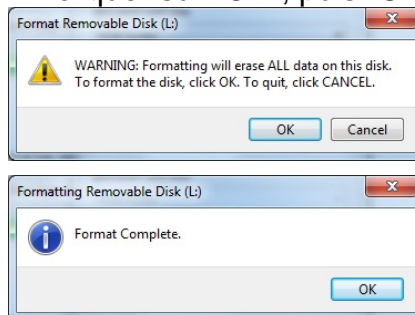 Format Removable Disk (L:)
WARNING: Formatting will erase ALL data on this disk.
To format the disk, click OK. To quit, click CANCEL.
OK Cancel
Formatting Removable Disk (L:)
Format Complete.
OK